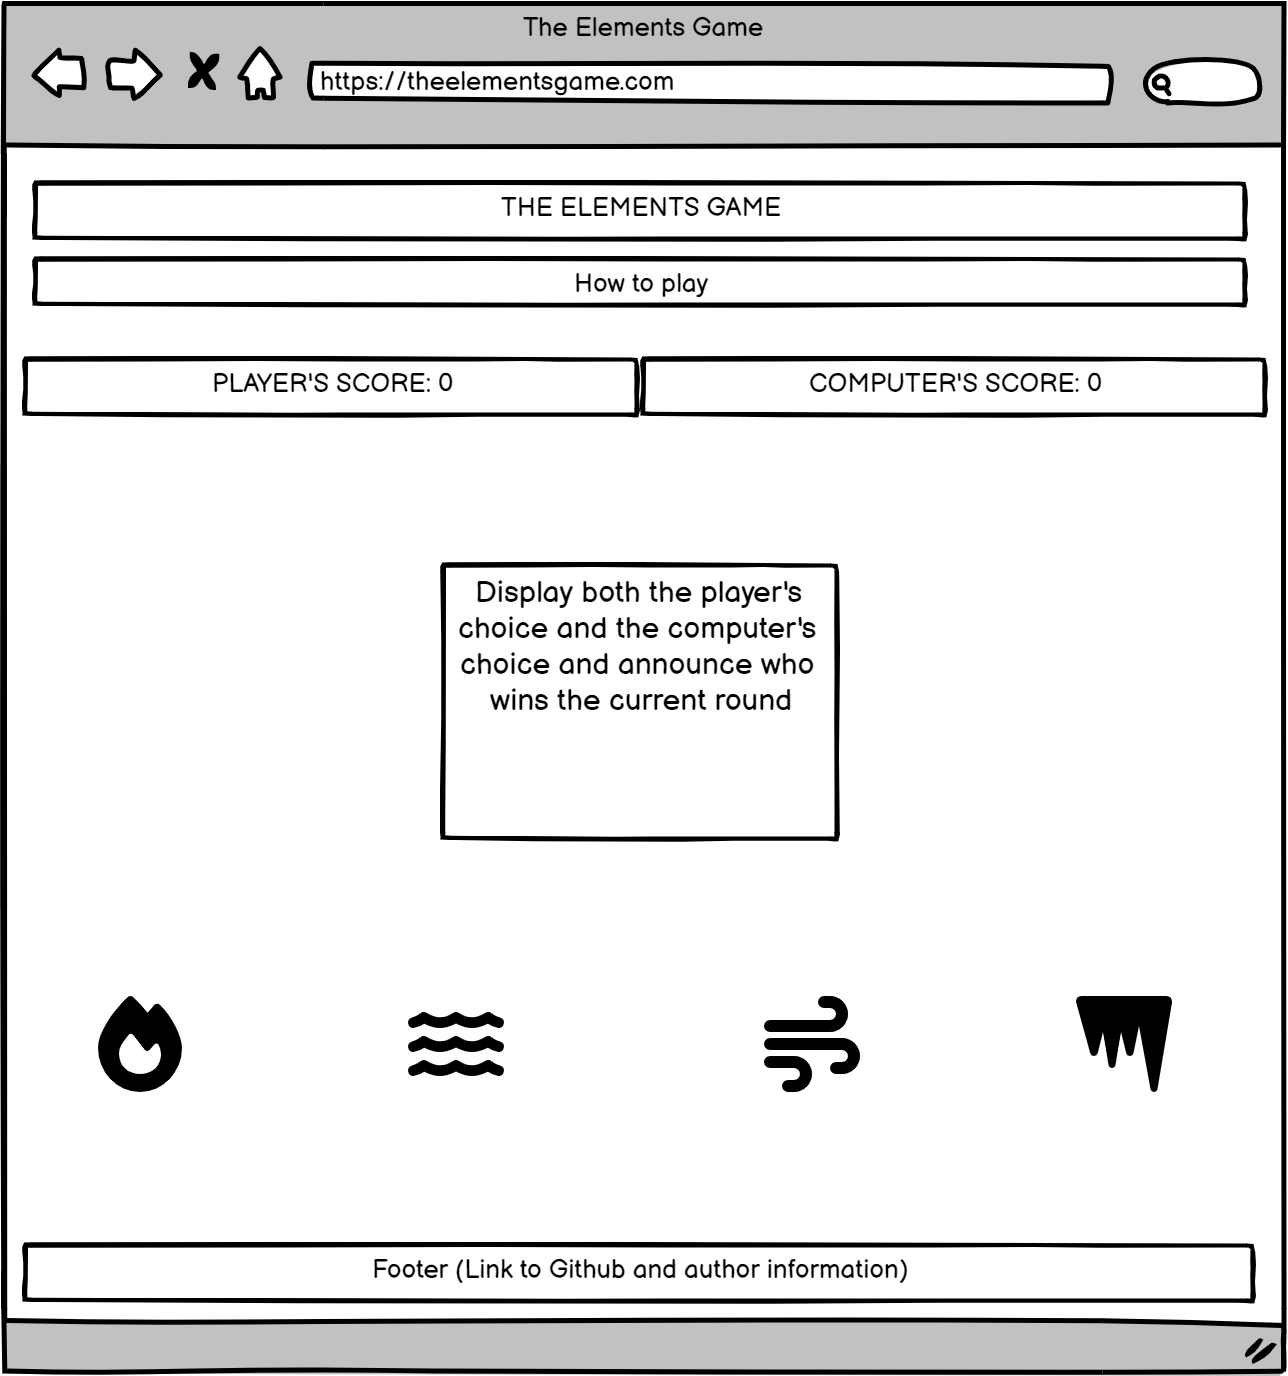 The Elements Game
https://theelementsgame.com
THE ELEMENTS GAME
How to play
PLAYER'S SCORE: 0
COMPUTER'S SCORE: 0
Display both the player's
choice and the computer's
choice and announce who
wins the current round
Footer (Link to Github and author information)